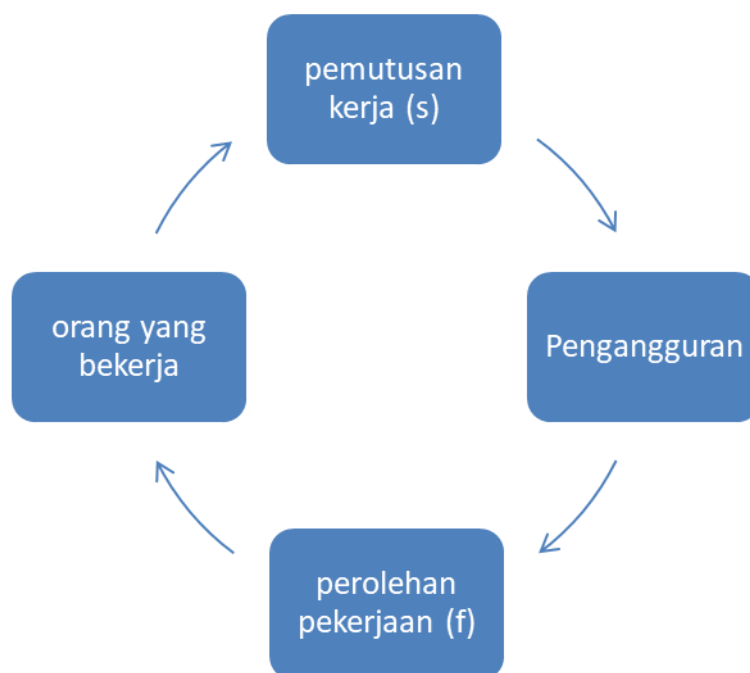 pemutusan
kerja (s)
Pengangguran
perolehan
pekerjaan (f)
orang yang
bekerja